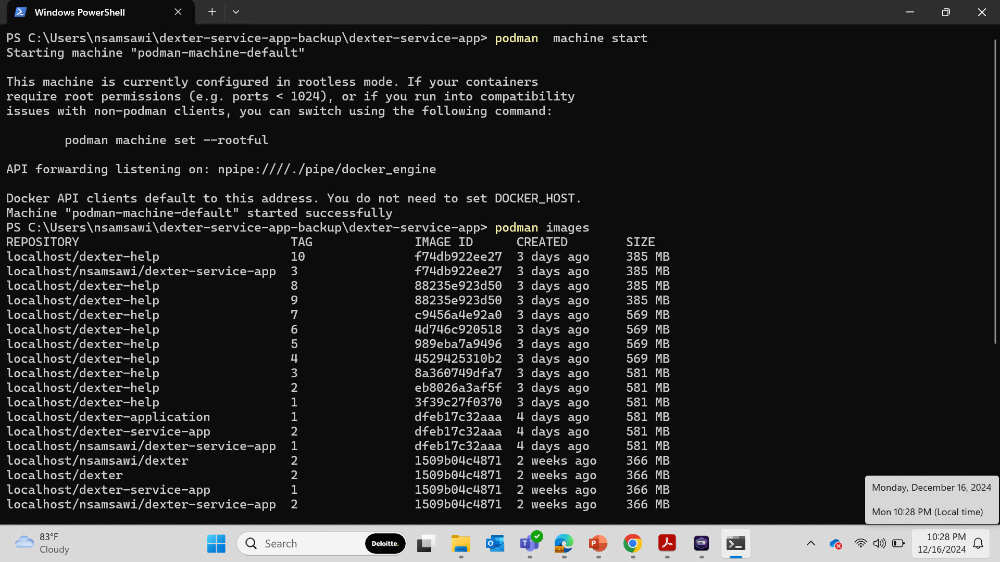 Windows PowerShell
PS C:\Users\nsamsawi\dexter-service-app-backup\dexter-service-app> podman  machine start
Starting machine "podman-machine-default"
This machine is currently configured in rootless mode. If your containers
require root permissions (e.g. ports < 1024), or if you run into compatibility
issues with non-podman clients, you can switch using the following command:
podman machine set --rootful
API forwarding listening on: npipe:////./pipe/docker_engine
Docker API clients default to this address. You do not need to set DOCKER_HOST.
Machine "podman-machine-default" started successfully
PS C:\Users\nsamsawi\dexter-service-app-backup\dexter-service-app> podman images
REPOSITORY TAG IMAGE ID CREATED SIZE
localhost/dexter-help 10 f74db922ee27 3 days ago 385 MB
localhost/nsamsawi/dexter-service-app 3 f74db922ee27 3 days ago 385 MB
localhost/dexter-help 8 88235e923d50 3 days ago 385 MB
localhost/dexter-help 9 88235e923d50 3 days ago 385 MB
localhost/dexter-help 7 c9456a4e92a0 3 days ago 569 MB
localhost/dexter-help 6 4d746c920518 3 days ago 569 MB
localhost/dexter-help 5 989eba7a9496 3 days ago 569 MB
localhost/dexter-help 4 4529425310b2 3 days ago 569 MB
localhost/dexter-help 3 8a360749dfa7 3 days ago 581 MB
localhost/dexter-help 2 eb8026a3af5f 3 days ago 581 MB
localhost/dexter-help 1 3f39c27f0370 3 days ago 581 MB
localhost/dexter-application 1 dfeb17c32aaa 4 days ago 581 MB
localhost/dexter-service-app 2 dfeb17c32aaa 4 days ago 581 MB
localhost/nsamsawi/dexter-service-app 1 dfeb17c32aaa 4 days ago 581 MB
localhost/nsamsawi/dexter 2 1509b04c4871 2 weeks ago 366 MB
localhost/dexter 2 1509b04c4871 2 weeks ago 366 MB
localhost/dexter-service-app 1 1509b04c4871 2 weeks ago 366 MB
localhost/nsamsawi/dexter-service-app 2 1509b04c4871 2 weeks ago 366 MB
Monday, December 16, 2024
Mon 10:28 PM (Local time)
83°F
Cloudy
Search
Deloitte.
10:28 PM
12/16/2024